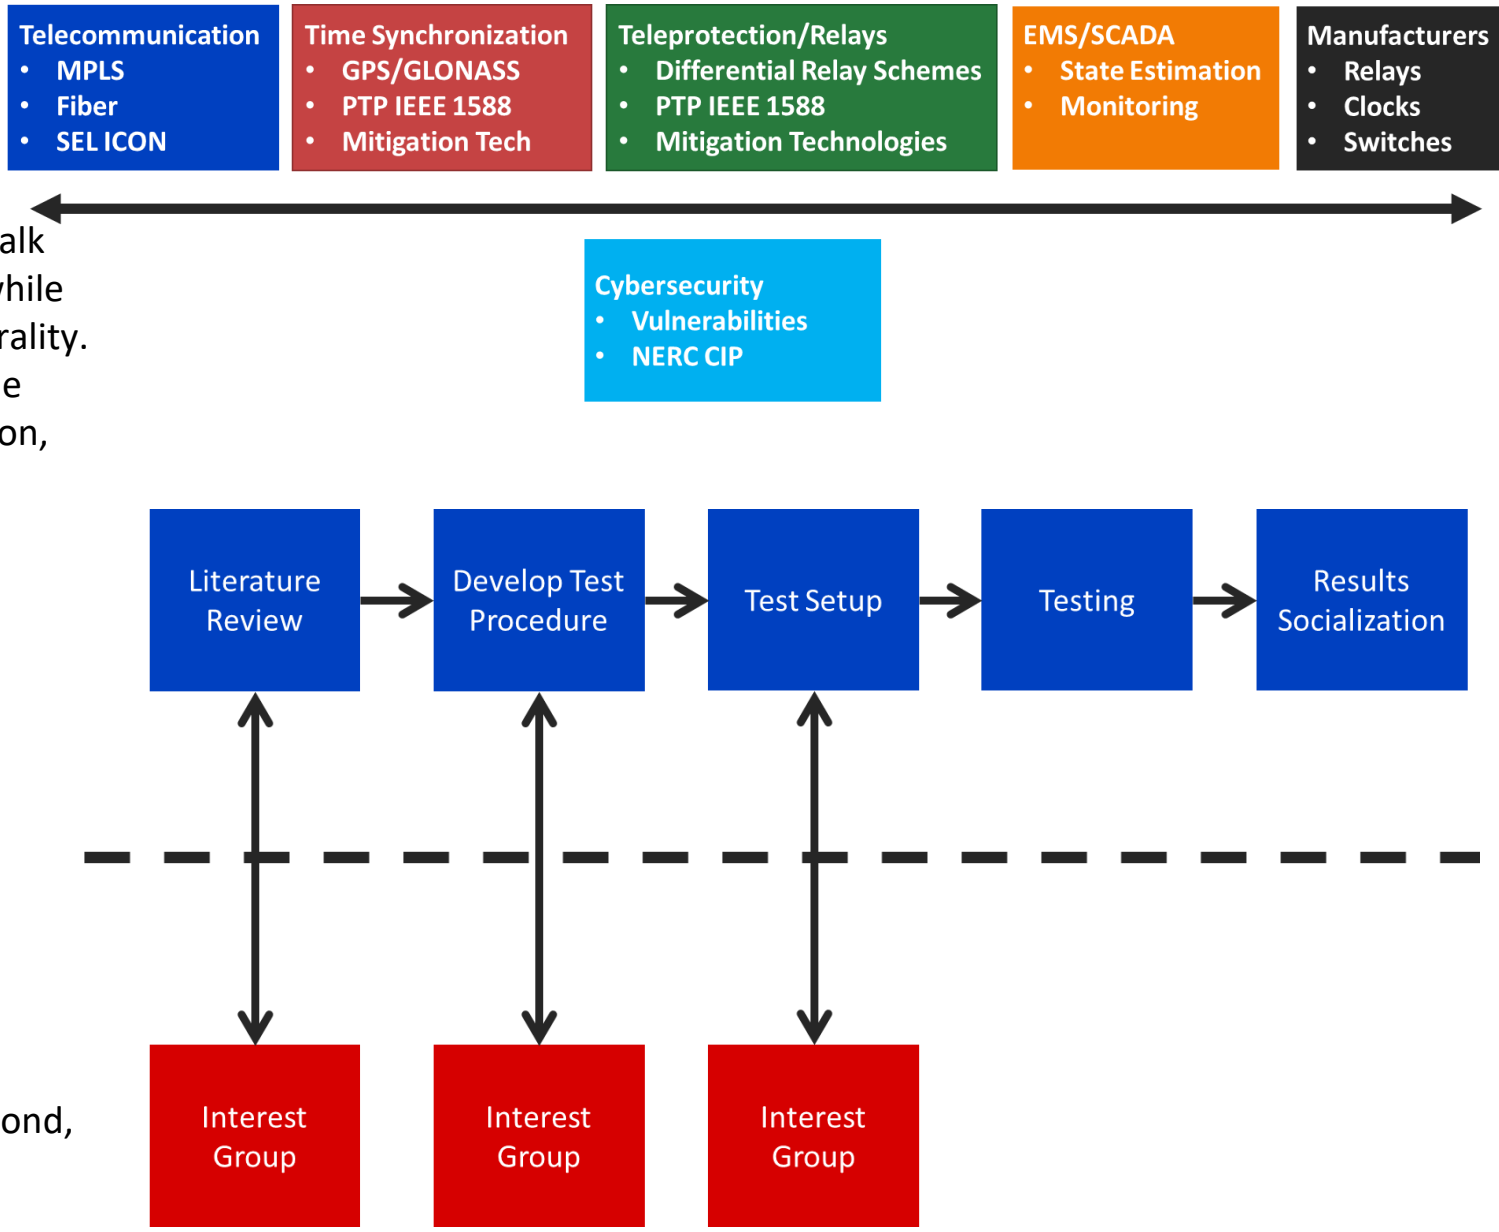 Telecommunication
• MPLS
• Fiber
• SEL ICON
Time Synchronization
• GPS/GLONASS
• PTP IEEE 1588
• Mitigation Tech
Teleprotection/Relays
• Differential Relay Schemes
• PTP IEEE 1588
• Mitigation Technologies
EMS/SCADA
• State Estimation
• Monitoring
Manufacturers
• Relays
• Clocks
• Switches
alk
while
rality.
e
on,
Cybersecurity
• Vulnerabilities
• NERC CIP
Literature
Review
Develop Test
Procedure
Test Setup
Testing
Results
Socialization
ond,
Interest
Group
Interest
Group
Interest
Group